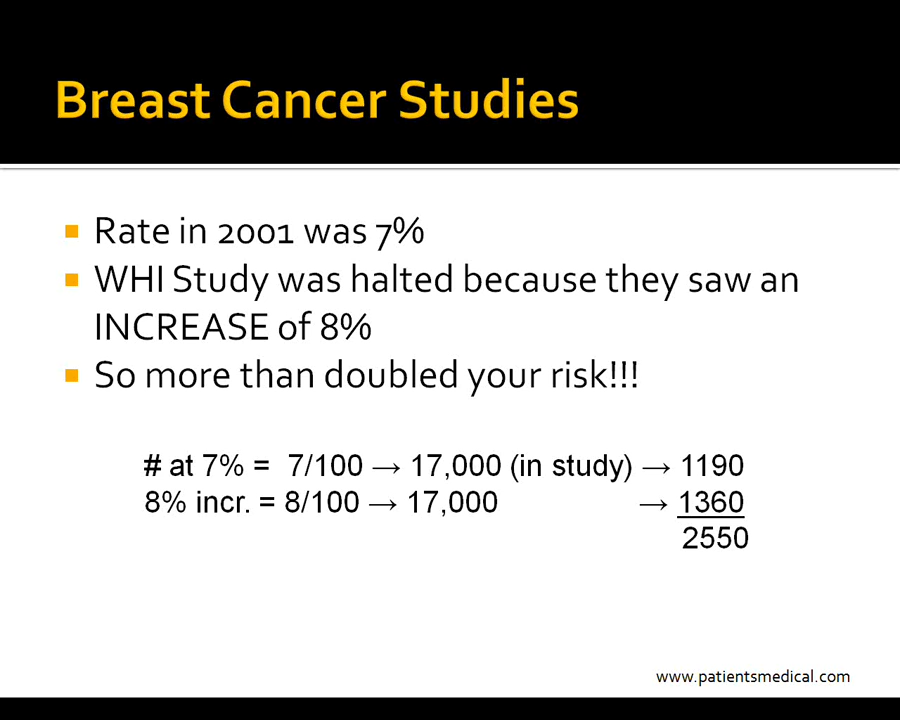 Breast Cancer Studies
▪ Rate in 2001 was 7%
▪ WHI Study was halted because they saw an
INCREASE of 8%
▪ So more than doubled your risk!!!
# at 7% = 7/100 → 17,000 (in study) → 1190
8% incr. = 8/100 → 17,000 → 1360
2550
www.patientsmedical.com